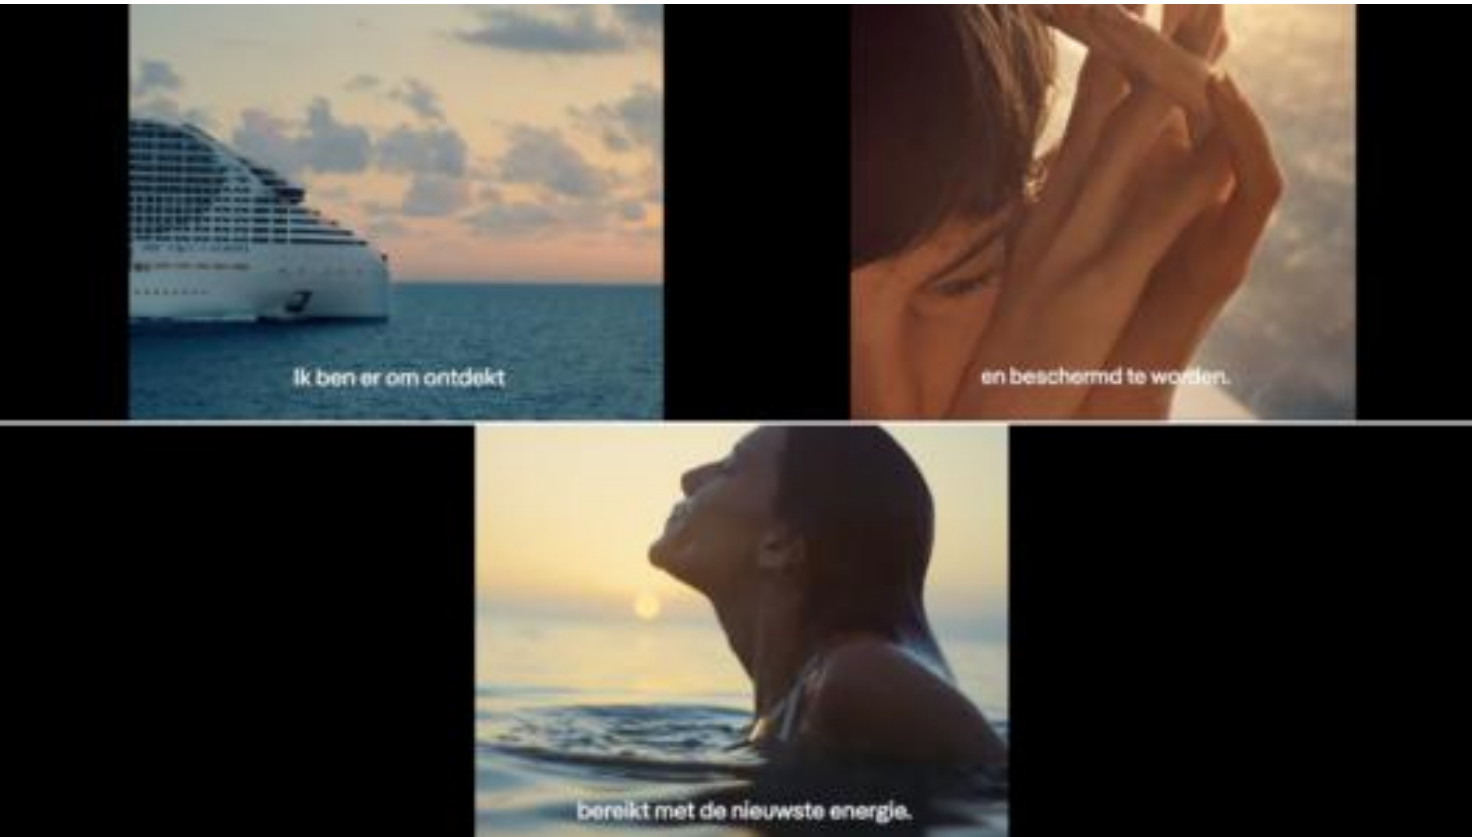 Ik ben er om ontdekt
en beschermd te worden.
bereikt met de nieuwste energie.